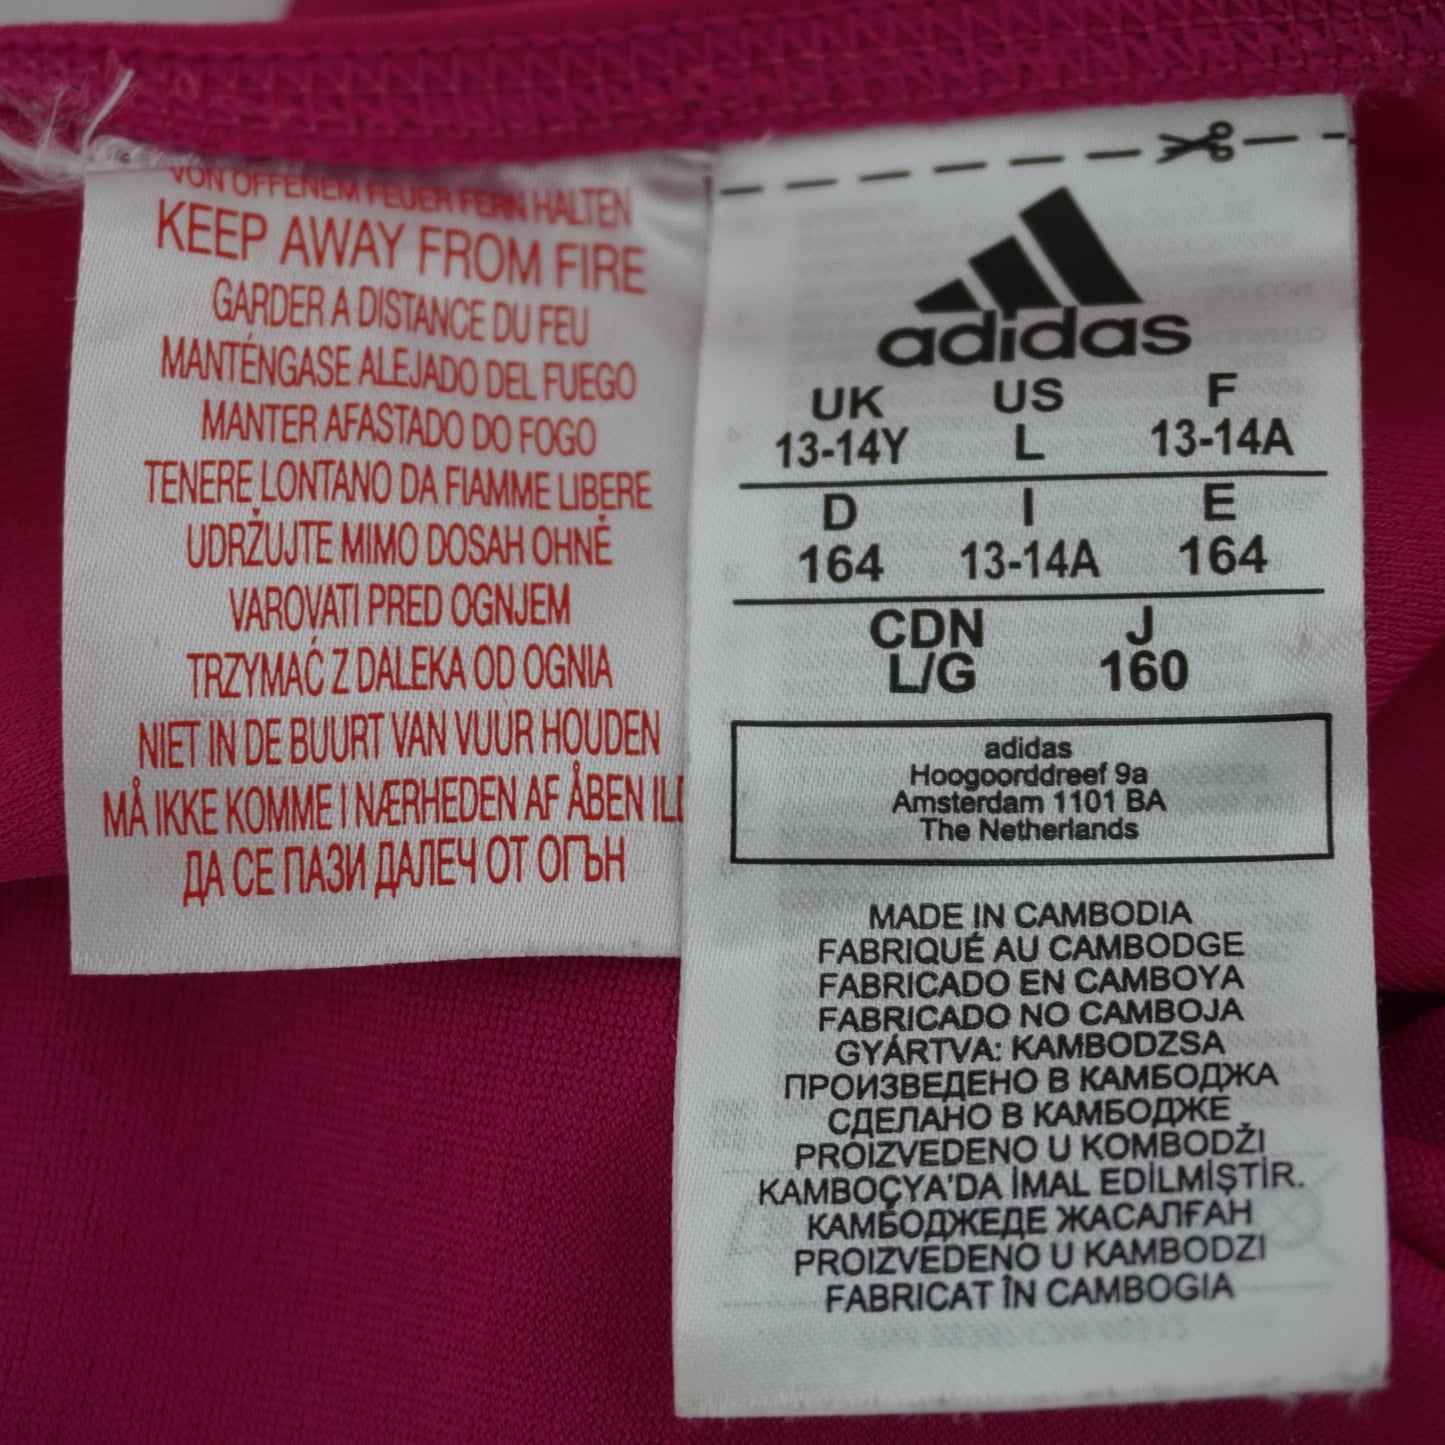 VON OFFENEM FEUER FERN HALTEN
KEEP AWAY FROM FIRE
GARDER A DISTANCE DU FEU
MANTÉNGASE ALEJADO DEL FUEGO
MANTER AFASTADO DO FOGO
TENERE LONTANO DA FIAMME LIBERE
UDRŽUJTE MIMO DOSAH OHNĚ
VAROVATI PRED OGNJEM
TRZYMAĆ Z DALEKA OD OGNIA
NIET IN DE BUURT VAN VUUR HOUDEN
MÅ IKKE KOMME I NÆRHEDEN AF ÅBEN ILD
ДА СЕ ПАЗИ ДАЛЕЧ ОТ ОГЪН
adidas
UK US F
13-14Y L 13-14A
D I E
164 13-14A 164
CDN J
L/G 160
adidas
Hoogoorddreef 9a
Amsterdam 1101 BA
The Netherlands
MADE IN CAMBODIA
FABRIQUÉ AU CAMBODGE
FABRICADO EN CAMBOYA
FABRICADO NO CAMBOJA
GYÁRTVA: KAMBODZSA
ПРОИЗВЕДЕНО В КАМБОДЖА
СДЕЛАНО В КАМБОДЖЕ
PROIZVEDENO U KOMBODŽI
KAMBOÇYA'DA İMAL EDİLMİŞTİR.
КАМБОДЖЕДЕ ЖАСАЛҒАН
PROIZVEDENO U KAMBODZI
FABRICAT ÎN CAMBOGIA